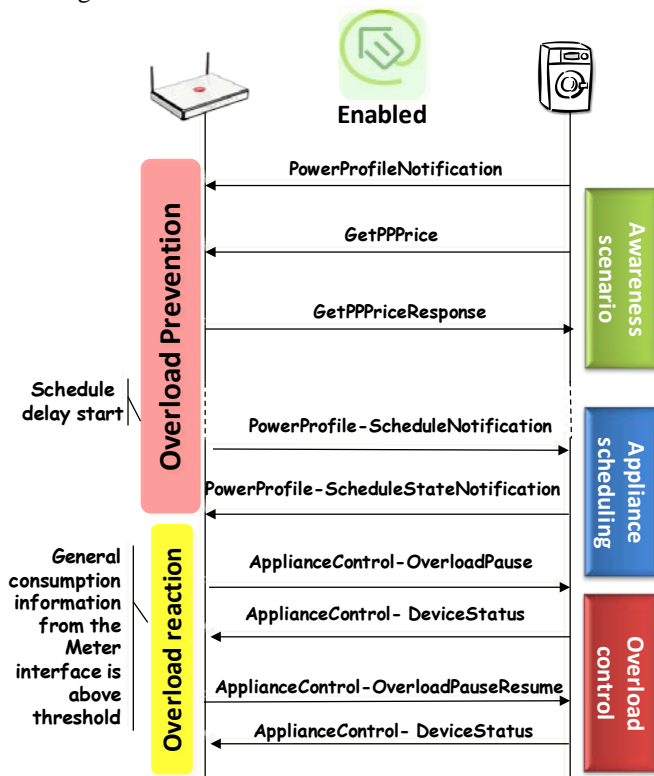 Enabled
PowerProfileNotification
GetPPPrice
GetPPPriceResponse
Overload Prevention
Awareness
scenario
Schedule
delay start
PowerProfile-ScheduleNotification
PowerProfile-ScheduleStateNotification
Appliance
scheduling
General
consumption
information
from the
Meter
interface is
above
threshold
Overload reaction
ApplianceControl-OverloadPause
ApplianceControl- DeviceStatus
ApplianceControl-OverloadPauseResume
ApplianceControl- DeviceStatus
Overload
control